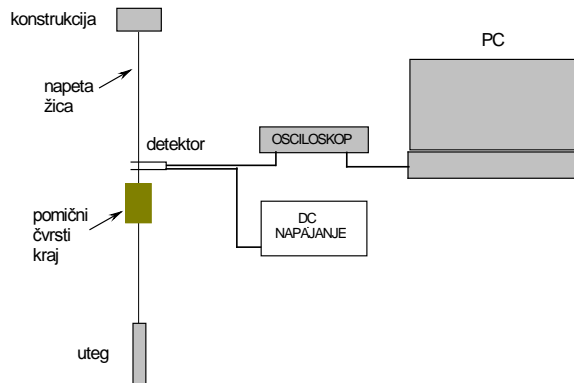 konstrukcija
PC
napeta
žica
detektor
OSCILOSKOP
pomični
čvrsti
kraj
DC
NAPAJANJE
uteg